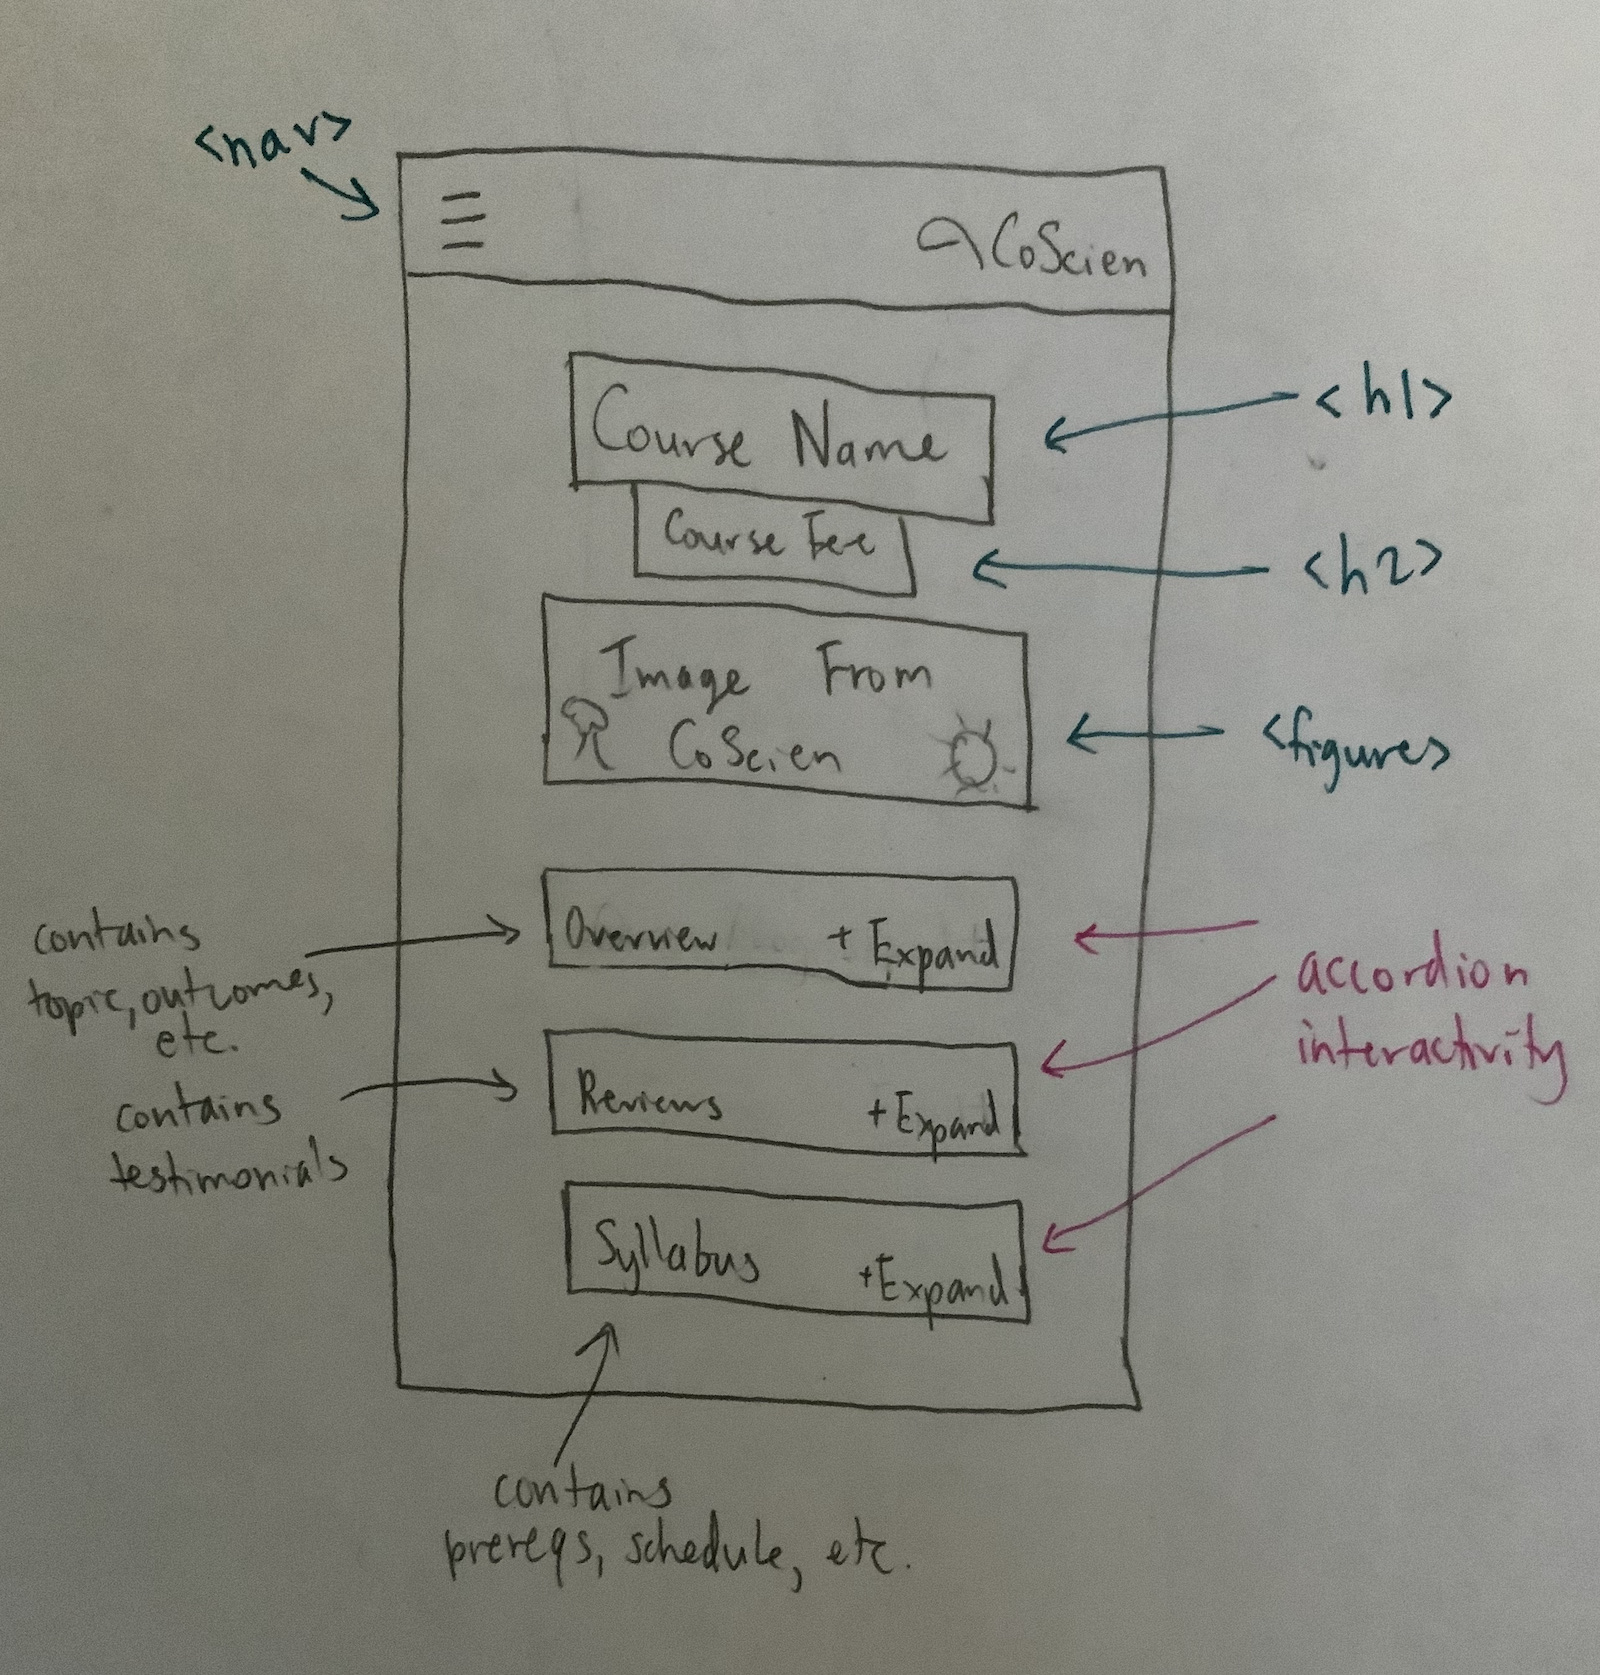 <nav>
CoScien
Course Name
<h1>
Course Fee
<h2>
Image From
CoScien
<figures>
Overview + Expand
contains
topic, outcomes,
etc.
accordion
interactivity
Reviews + Expand
contains
testimonials
Syllabus + Expand
contains
prereqs, schedule, etc.